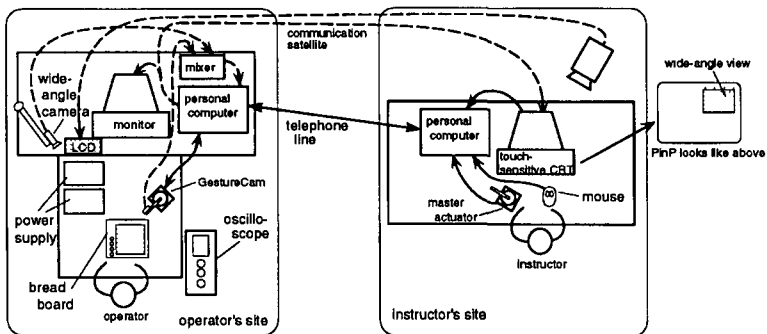 communication
satellite
mixer
wide-
angle
camera
personal
computer
monitor
LCD
telephone
line
GestureCam
power
supply
oscillo-
scope
bread
board
operator
operator's site
personal
computer
touch-
sensitive CRT
master
actuator
mouse
instructor
instructor's site
wide-angle view
PinP looks like above